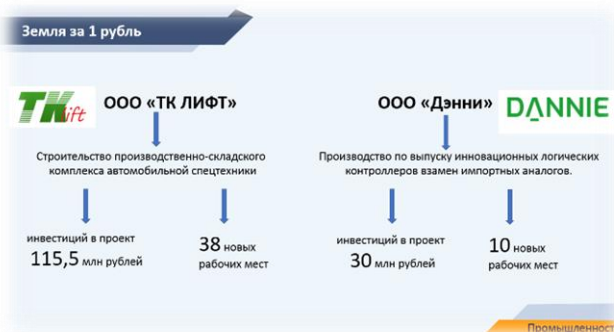 Земля за 1 рубль
TK lift
ООО «ТК ЛИФТ»
Строительство производственно-складского
комплекса автомобильной спецтехники
инвестиций в проект
115,5 млн рублей
38 новых
рабочих мест
ООО «Дэнни»
DANNIE
Производство по выпуску инновационных логических
контроллеров взамен импортных аналогов.
инвестиций в проект
30 млн рублей
10 новых
рабочих мест
Промышленност